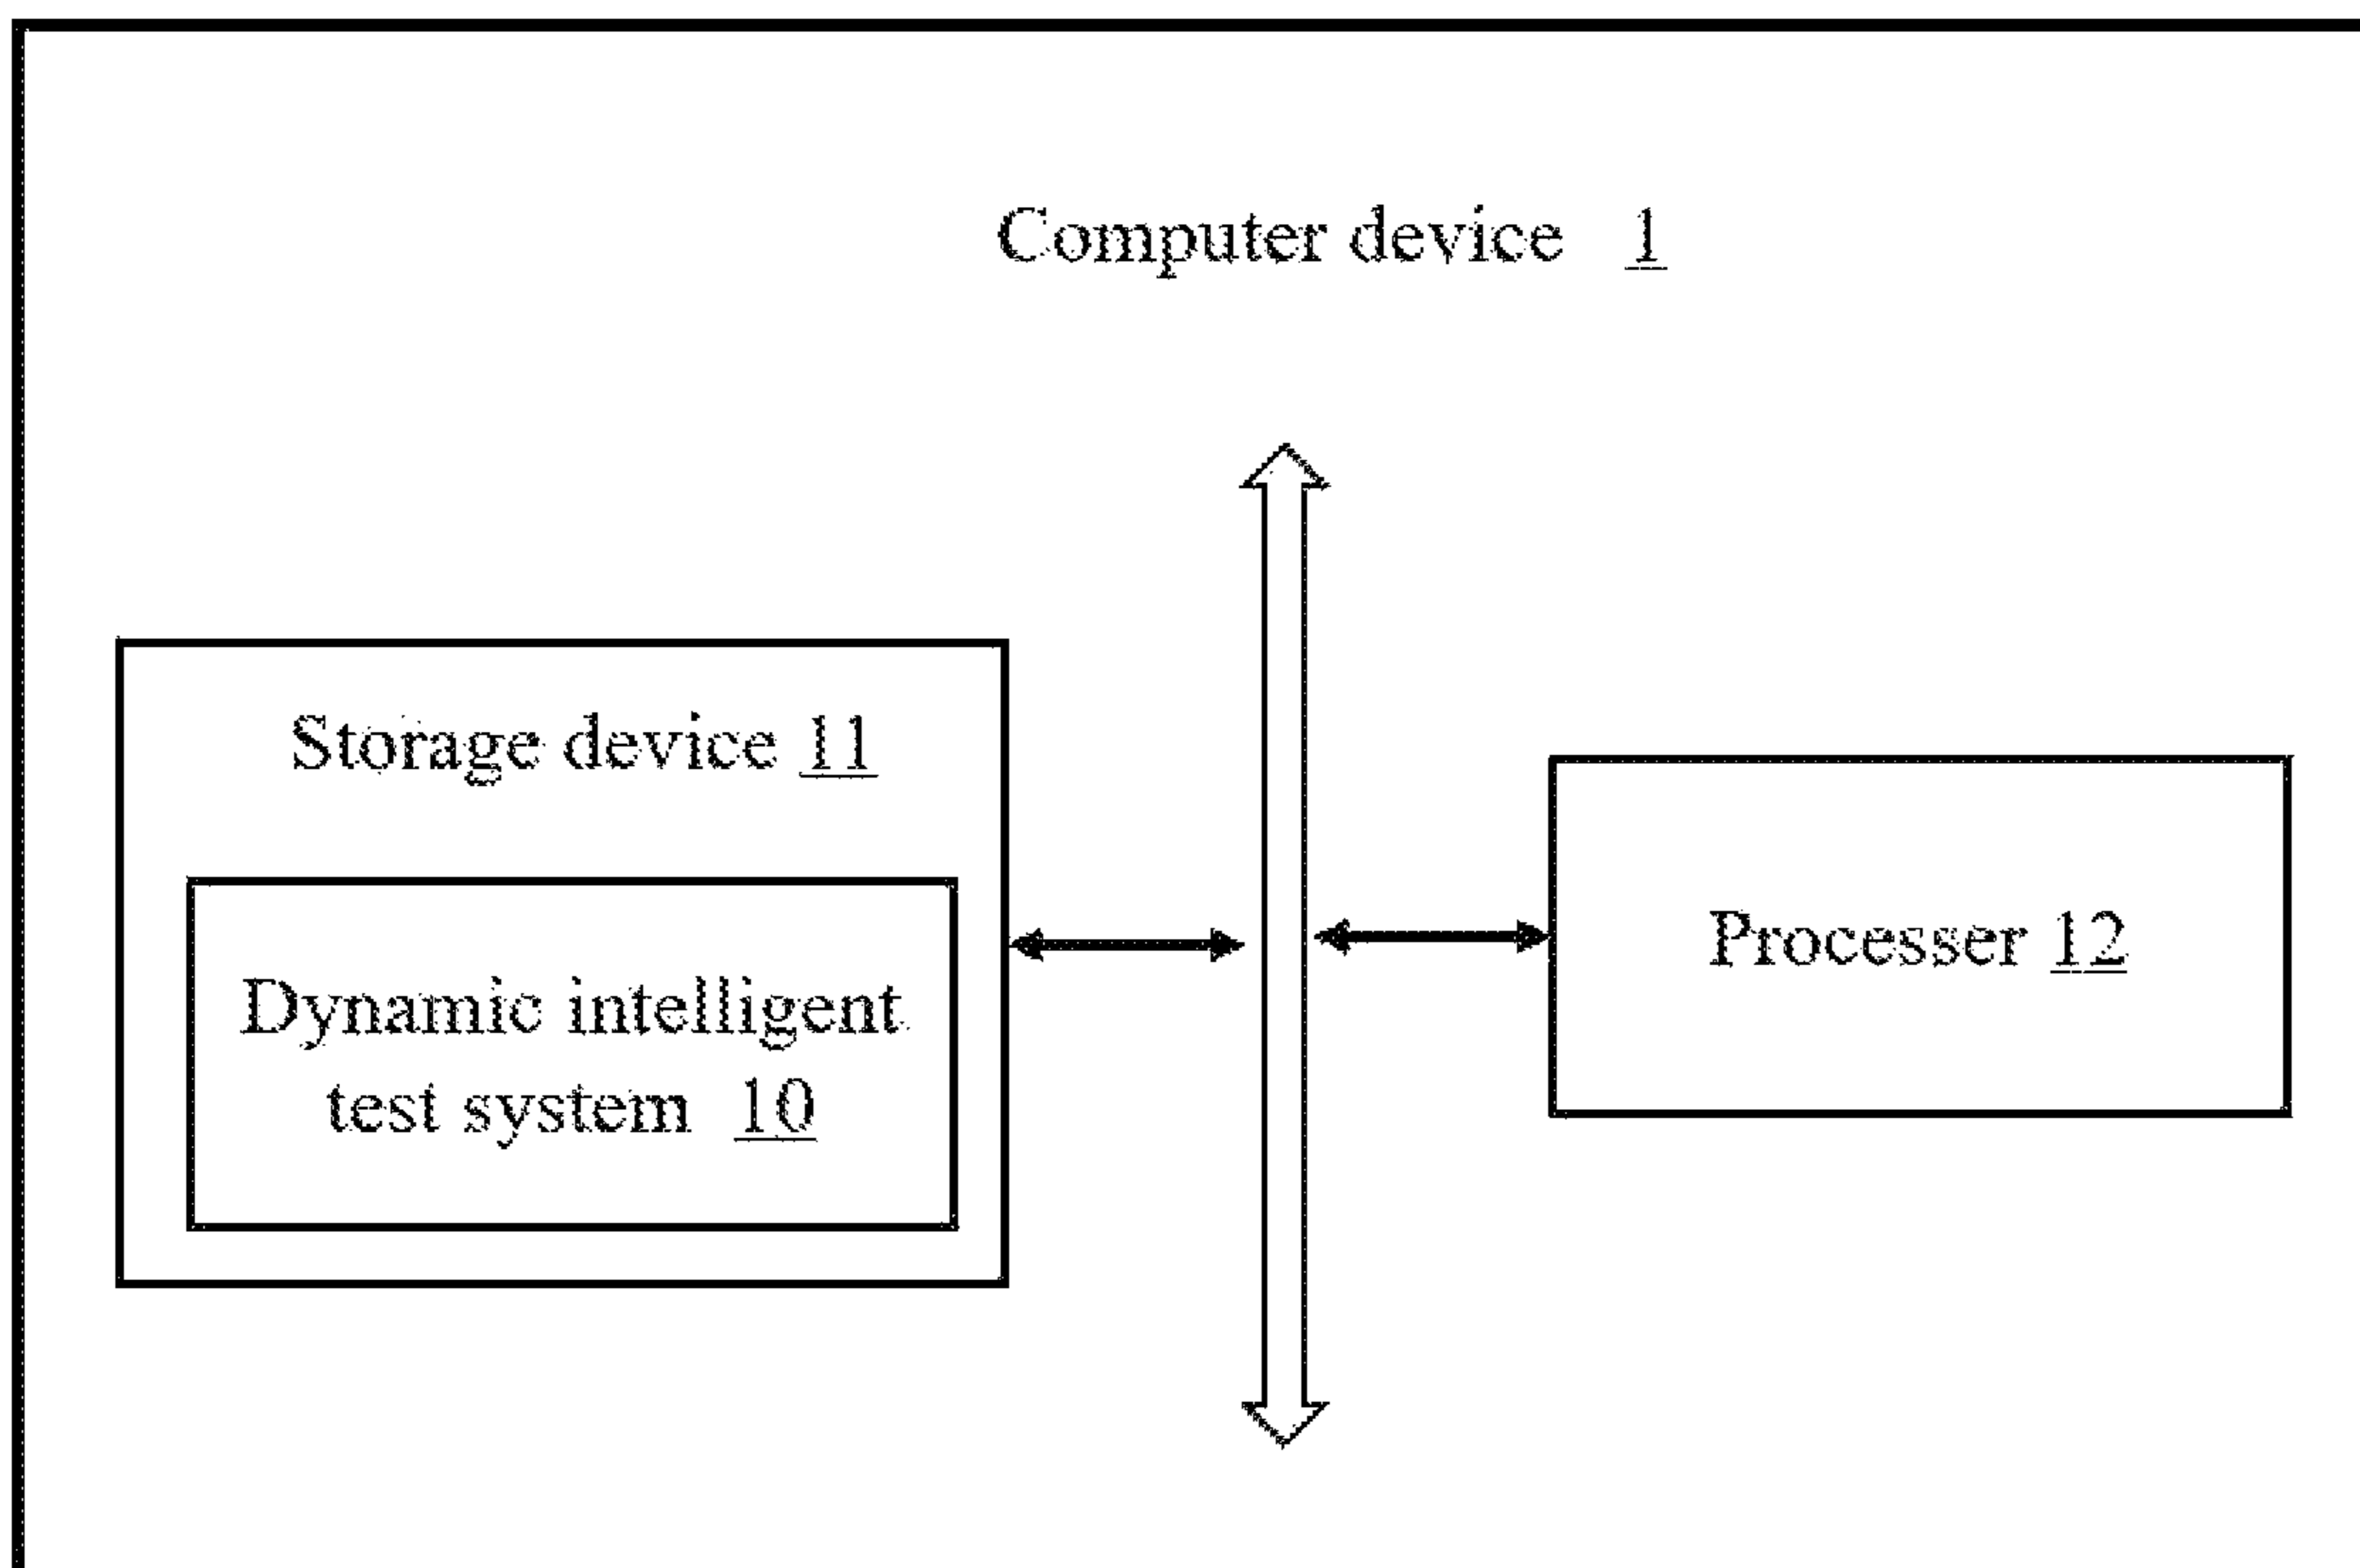 Computer device 1
Storage device 11
Dynamic intelligent
test system 10
Processer 12